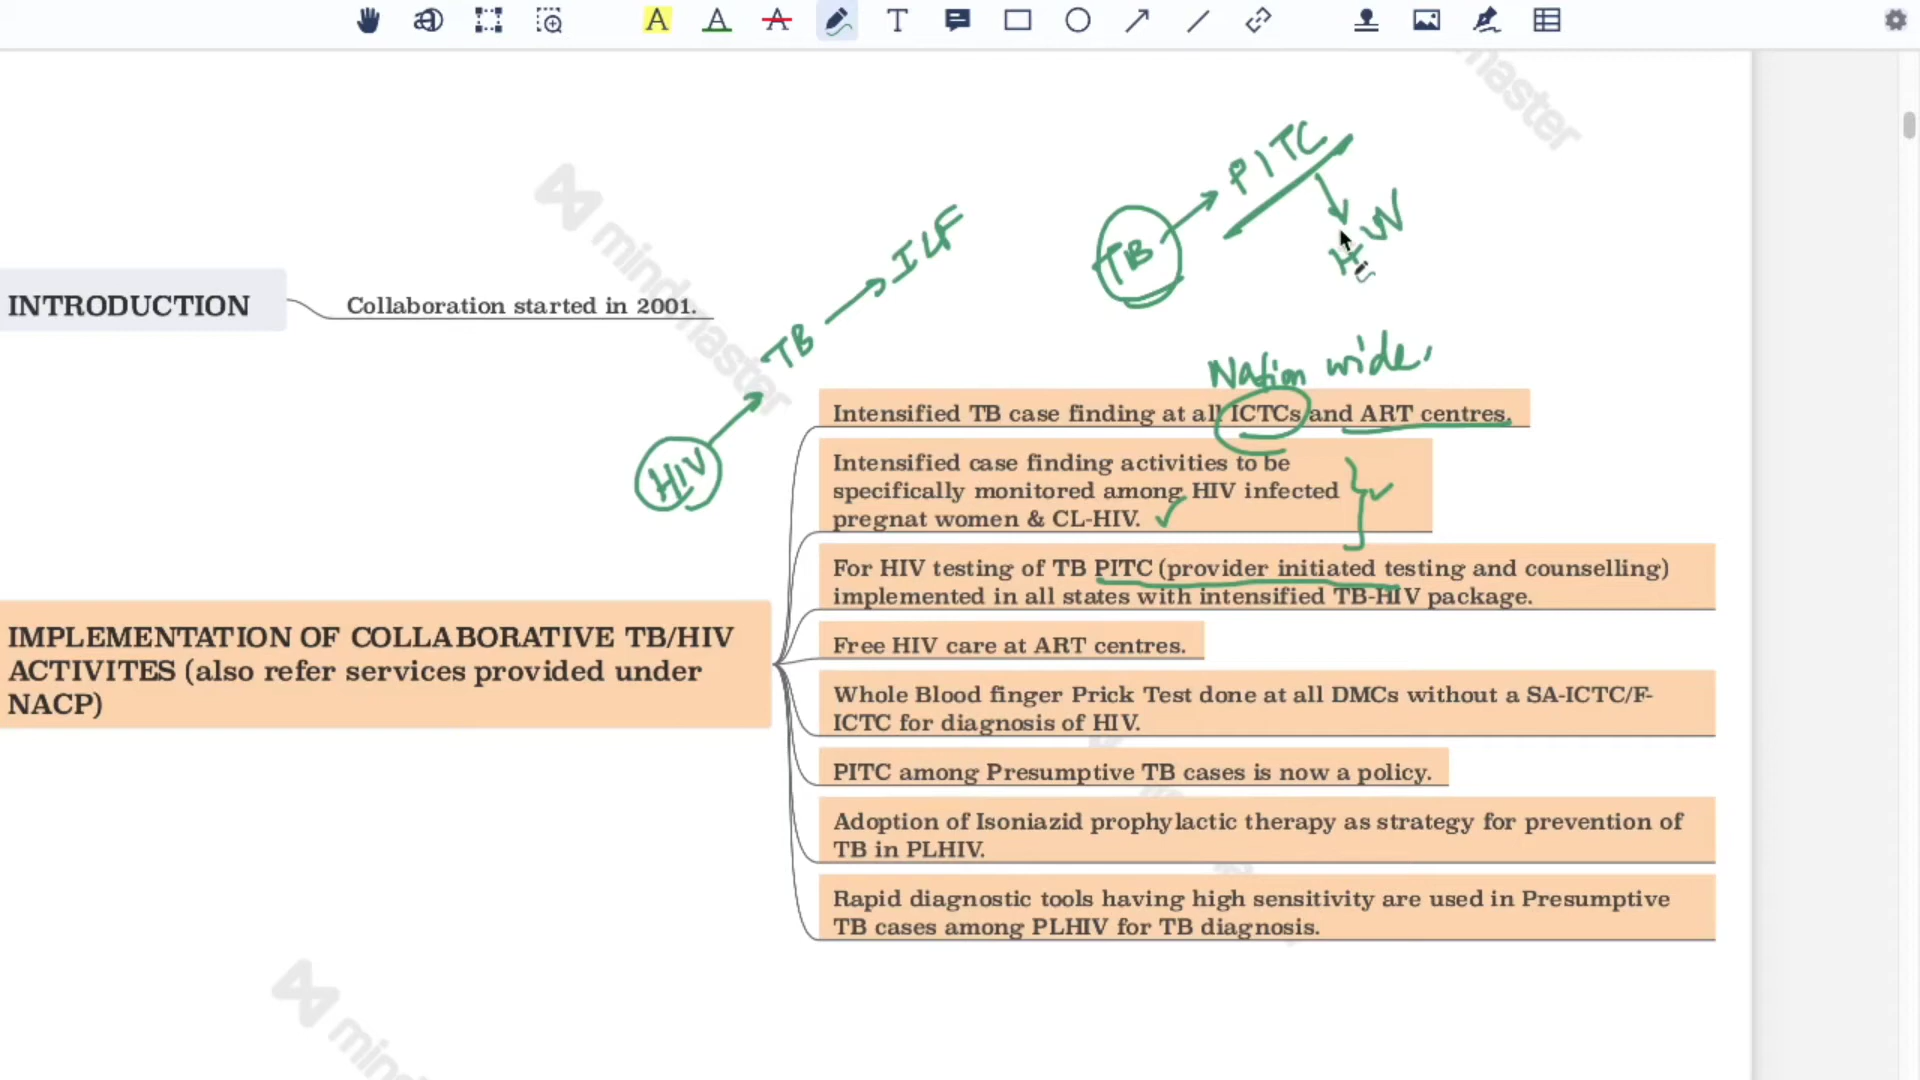 mindmaster
master
PITC
ILF
HW
TB
INTRODUCTION
Collaboration started in 2001.
TB
Nation wide,
HIV
Intensified TB case finding at all ICTCs and ART centres.
Intensified case finding activities to be
specifically monitored among HIV infected
pregnat women & CL-HIV.
For HIV testing of TB PITC (provider initiated testing and counselling)
implemented in all states with intensified TB-HIV package.
IMPLEMENTATION OF COLLABORATIVE TB/HIV
ACTIVITES (also refer services provided under
NACP)
Free HIV care at ART centres.
Whole Blood finger Prick Test done at all DMCs without a SA-ICTC/F-
ICTC for diagnosis of HIV.
PITC among Presumptive TB cases is now a policy.
Adoption of Isoniazid prophylactic therapy as strategy for prevention of
TB in PLHIV.
Rapid diagnostic tools having high sensitivity are used in Presumptive
TB cases among PLHIV for TB diagnosis.